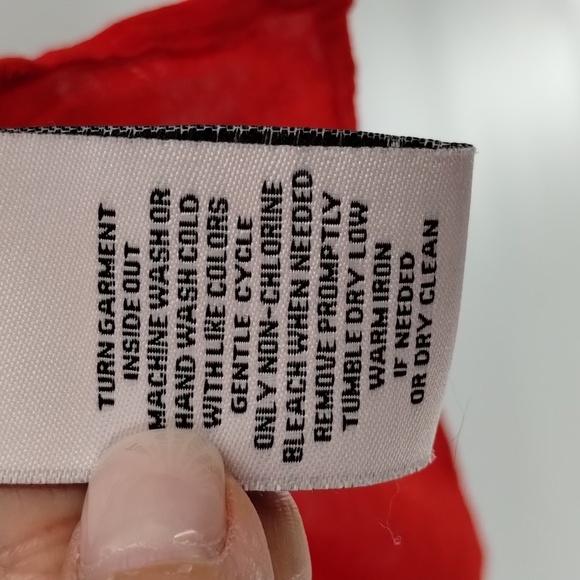 TURN GARMENT
INSIDE OUT
MACHINE WASH OR
HAND WASH COLD
WITH LIKE COLORS
GENTLE CYCLE
ONLY NON-CHLORINE
BLEACH WHEN NEEDED
REMOVE PROMPTLY
TUMBLE DRY LOW
WARM IRON
IF NEEDED
OR DRY CLEAN